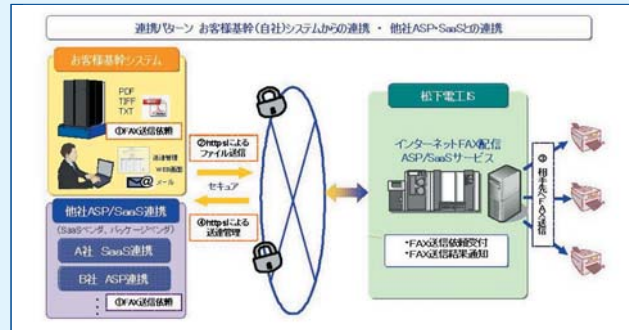 連携パターン お客様基幹(自社)システムからの連携 ・ 他社ASP・SaaSとの連携
お客様基幹システム
PDF
TIFF
TXT
①FAX送信依頼
送達管理
WEB画面
メール
他社ASP/SaaS連携
(SaaSベンダ、パッケージベンダ)
A社 SaaS連携
B社 ASP連携
①FAX送信依頼
②httpsによる
ファイル送信
セキュア
④httpsによる
送達管理
松下電工IS
インターネットFAX配信
ASP/SaaSサービス
・FAX送信依頼受付
・FAX送信結果通知
③相手先へFAX送信